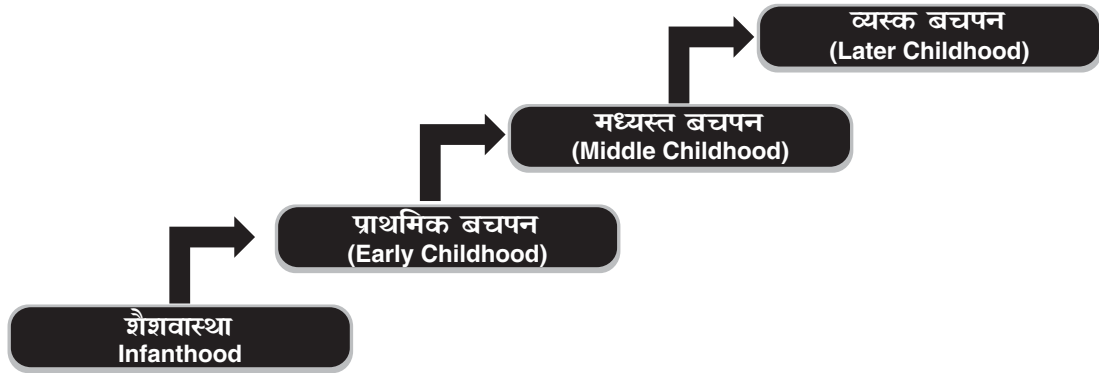 व्यस्क बचपन
(Later Childhood)
मध्यस्त बचपन
(Middle Childhood)
प्राथमिक बचपन
(Early Childhood)
शैशवास्था
Infanthood